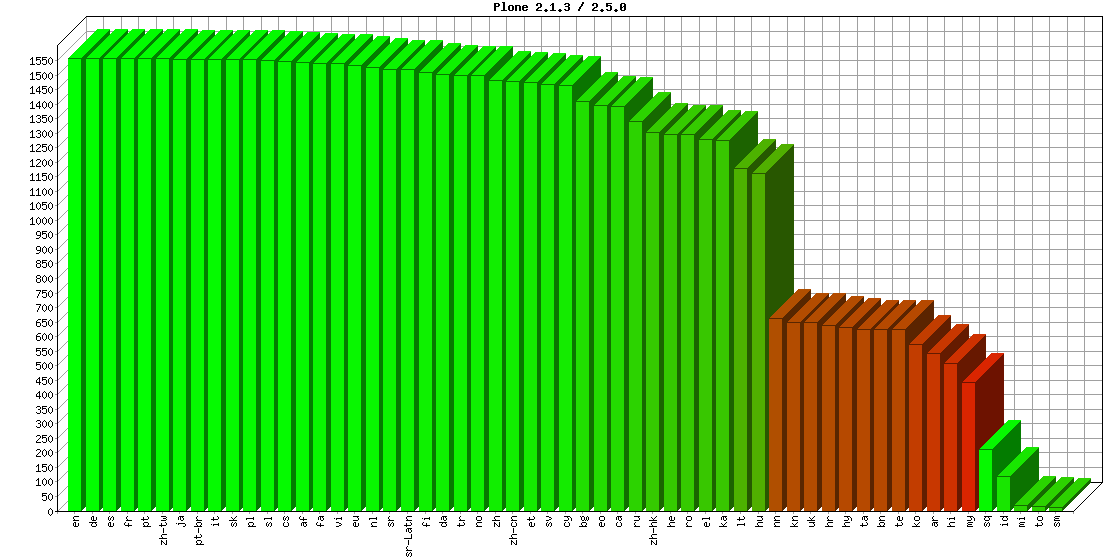 Plone 2.1.3 / 2.5.0
1550
1500
1450
1400
1350
1300
1250
1200
1150
1100
1050
1000
950
900
850
800
750
700
650
600
550
500
450
400
350
300
250
200
150
100
50
0
en
de
es
fr
pt
zh-tw
ja
pt-br
it
sk
pl
sl
cs
af
fa
vi
eu
nl
sr
sr-Latn
fi
da
tr
no
zh
zh-cn
et
sv
cy
bg
eo
ca
ru
zh-hk
he
ro
el
ka
lt
hu
nn
kn
uk
hr
hy
ta
bn
te
ko
ar
hi
my
sq
id
mi
to
sm